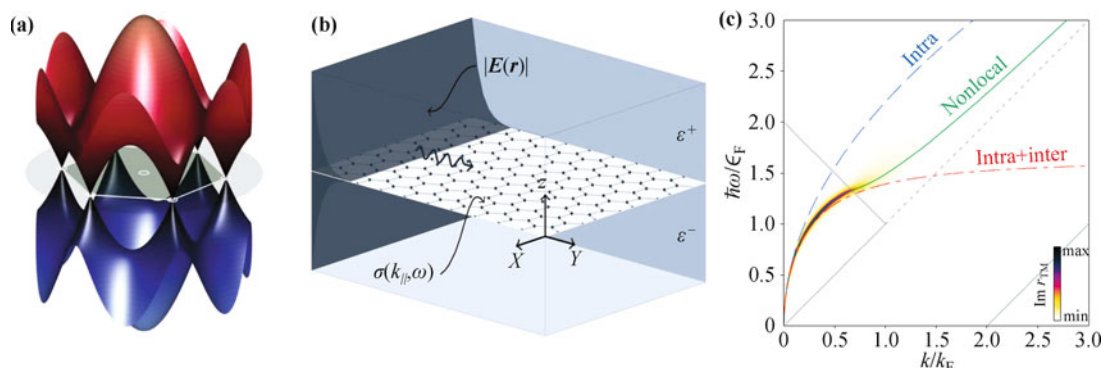 (a)
(b)
|E(r)|
ε⁺
z
X
Y
ε⁻
σ(k//,ω)
(c)
3.0
2.5
2.0
1.5
1.0
0.5
0
ħω/ϵF
Intra
Nonlocal
Intra+inter
Im rTM
max
min
0
0.5
1.0
1.5
2.0
2.5
3.0
k/kF